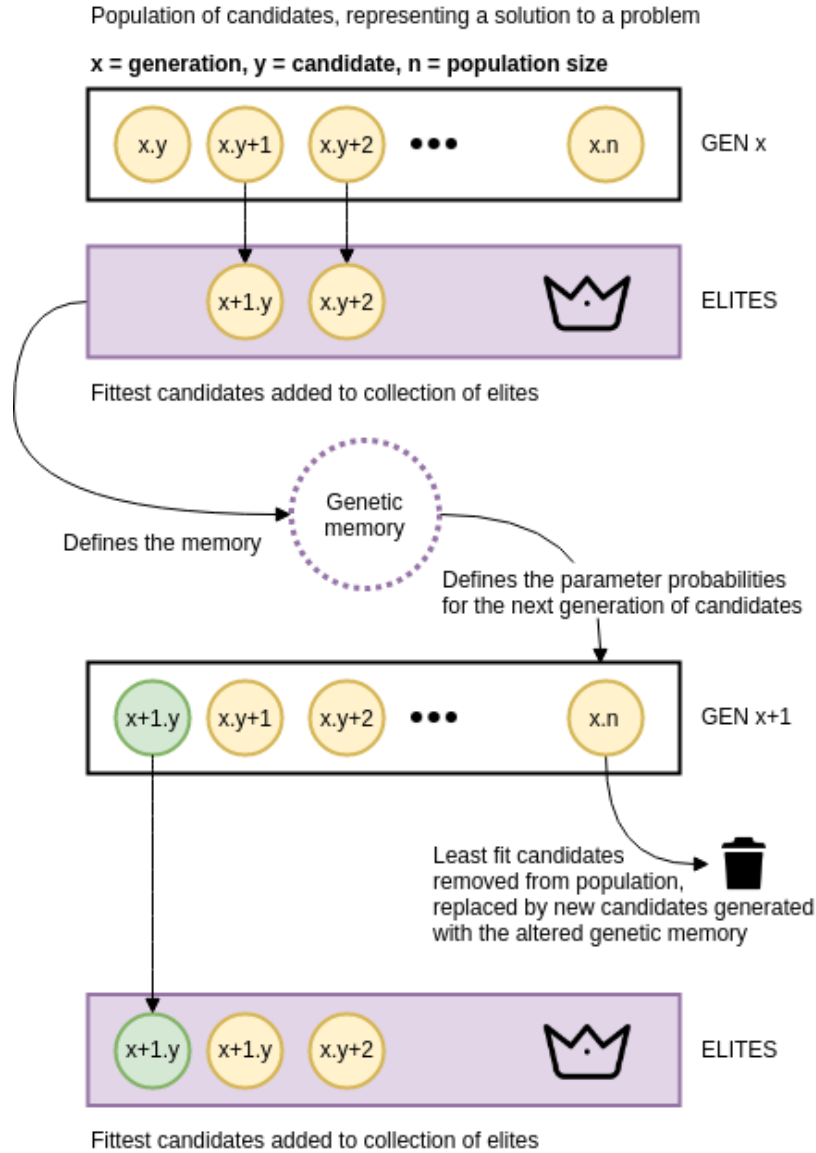 Population of candidates, representing a solution to a problem
x = generation, y = candidate, n = population size
x.y x.y+1 x.y+2 ••• x.n GEN x
x+1.y x.y+2 ELITES
Fittest candidates added to collection of elites
Genetic
memory
Defines the memory
Defines the parameter probabilities
for the next generation of candidates
x+1.y x.y+1 x.y+2 ••• x.n GEN x+1
Least fit candidates
removed from population,
replaced by new candidates generated
with the altered genetic memory
x+1.y x+1.y x.y+2 ELITES
Fittest candidates added to collection of elites